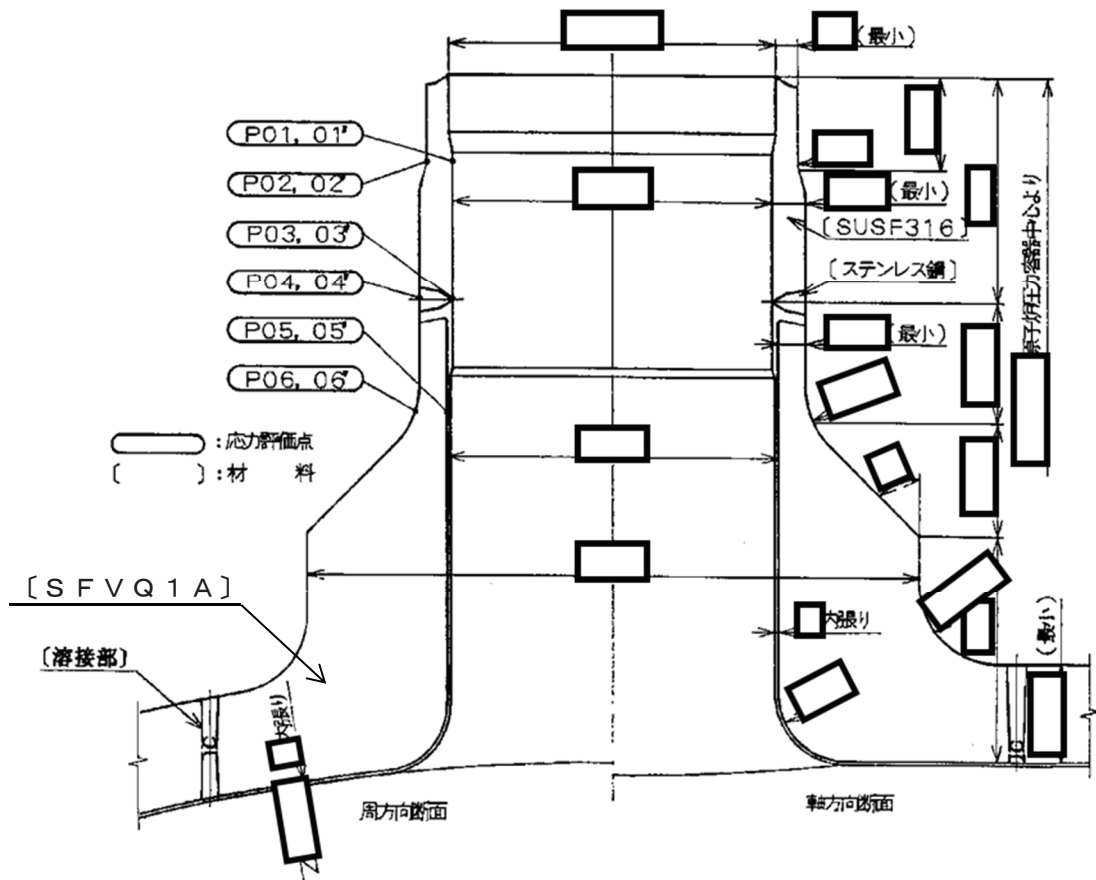 (最小)
P01, 01'
P02, 02'
(最小)
P03, 03'
〔SUSF316〕
原子炉圧力容器中心より
P04, 04'
〔ステンレス鋼〕
P05, 05'
(最小)
P06, 06'
：応力評価点
〔　　〕：材　料
〔ＳＦＶＱ１Ａ〕
内張り
(最小)
〔溶接部〕
内張り
周方向断面
軸方向断面